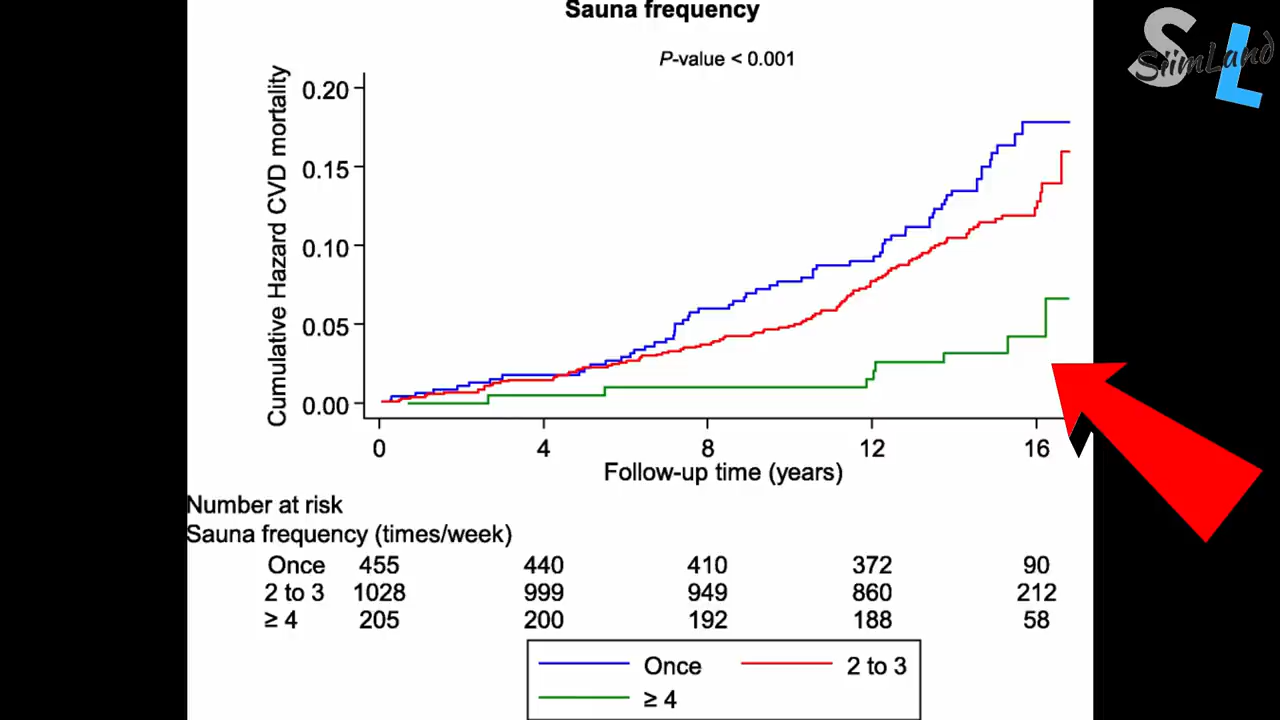 Sauna frequency
P-value < 0.001
Cumulative Hazard CVD mortality
0.20
0.15
0.10
0.05
0.00
0 4 8 12 16
Follow-up time (years)
Number at risk
Sauna frequency (times/week)
Once 455 440 410 372 90
2 to 3 1028 999 949 860 212
≥ 4 205 200 192 188 58
Once 2 to 3
≥ 4
SL
SiimLand